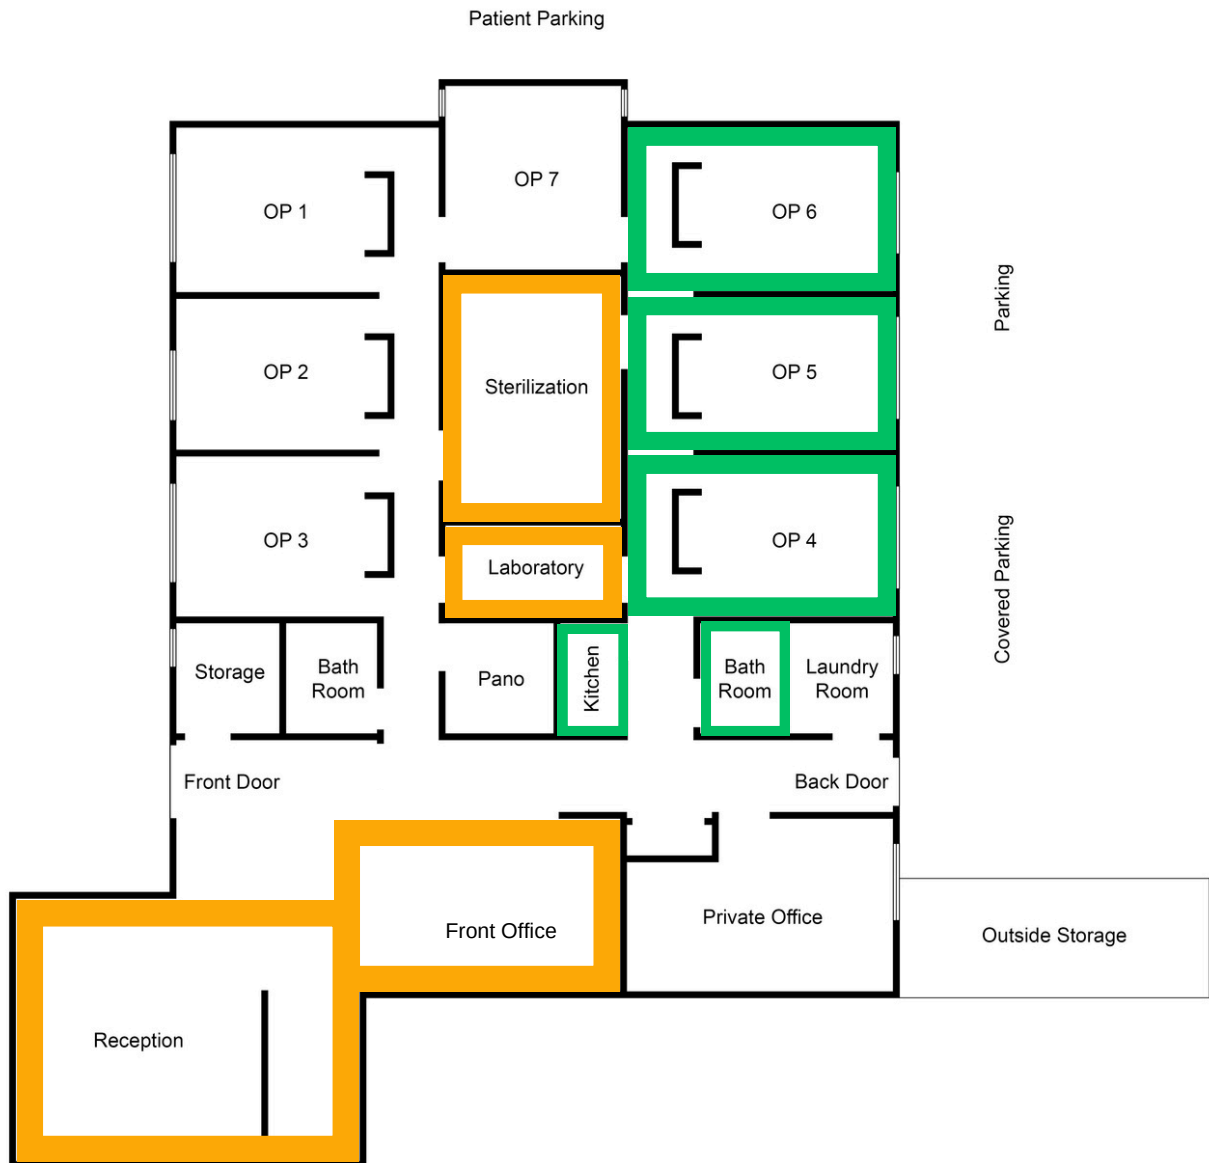 Patient Parking
OP 7
OP 1
OP 6
Parking
OP 2
Sterilization
OP 5
OP 3
Laboratory
OP 4
Covered Parking
Storage
Bath
Room
Pano
Kitchen
Bath
Room
Laundry
Room
Front Door
Back Door
Front Office
Private Office
Outside Storage
Reception